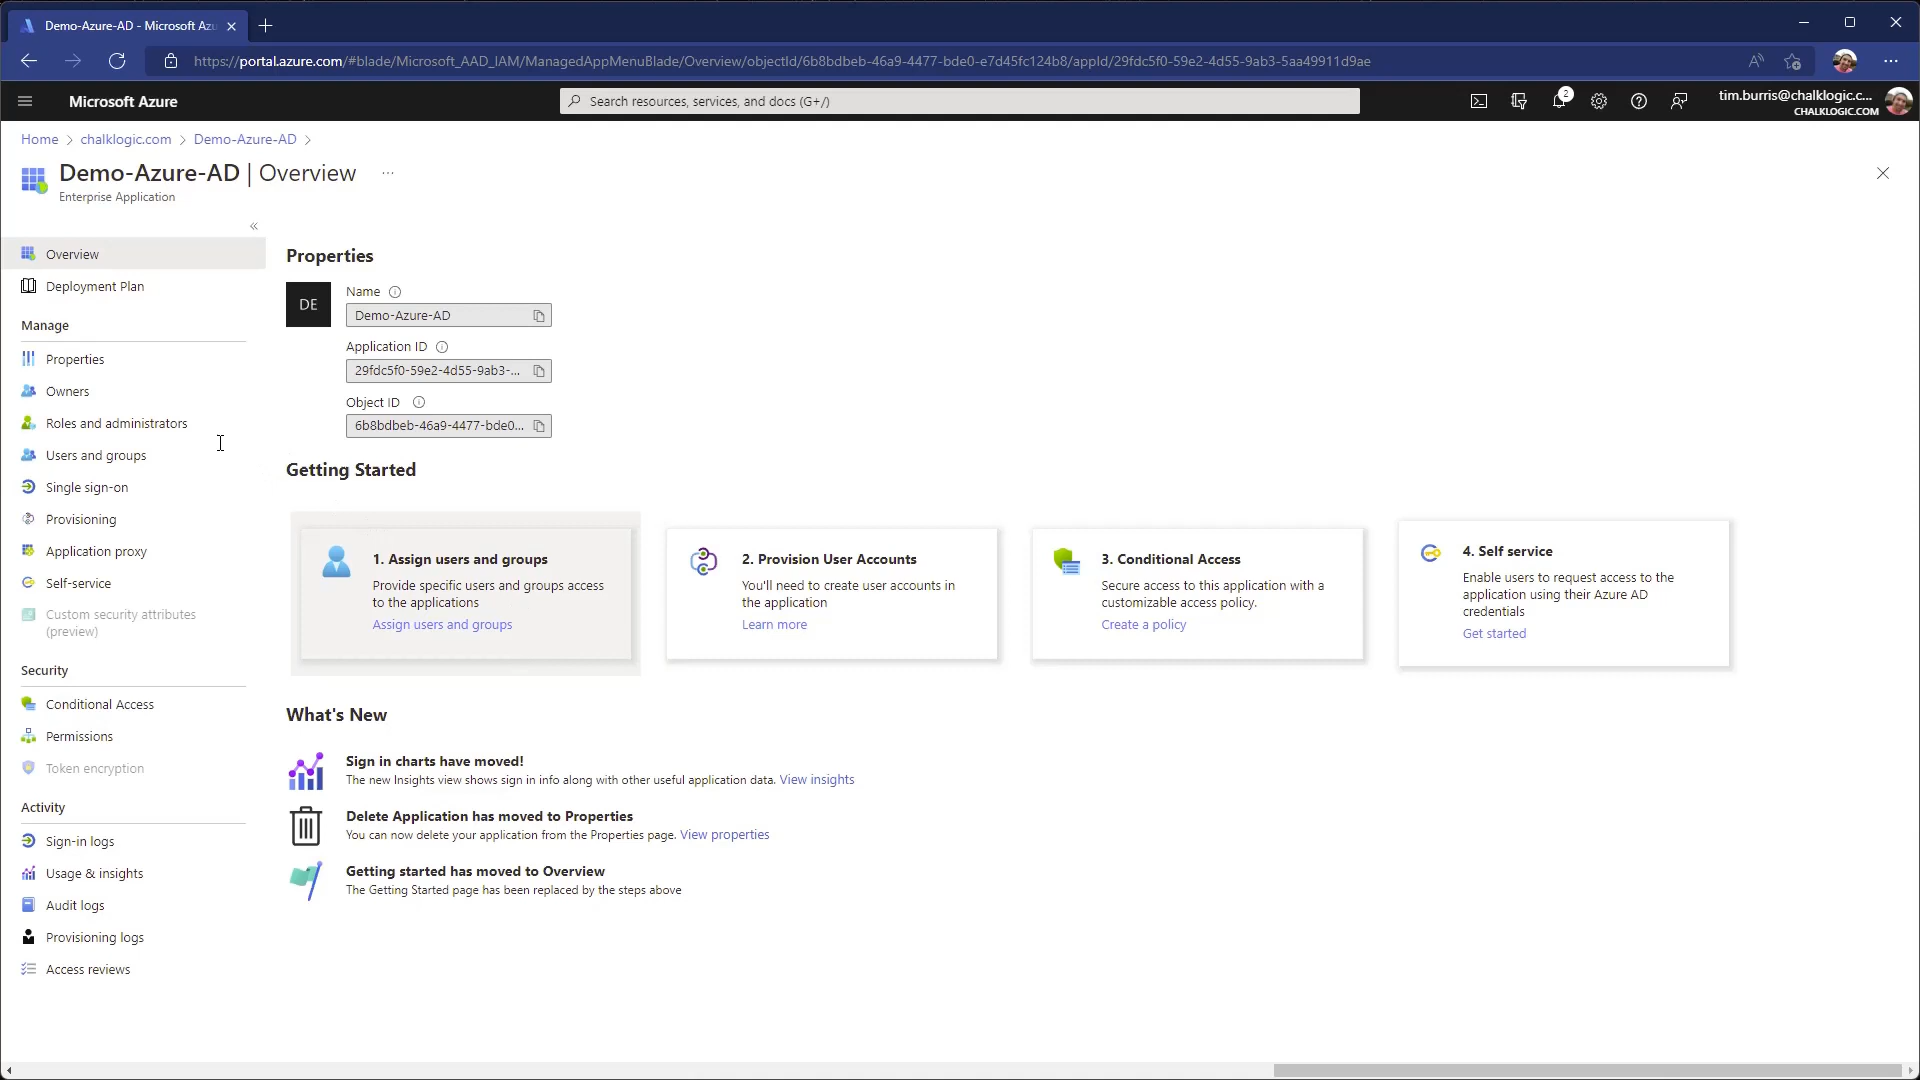 Demo-Azure-AD - Microsoft Azu
https://portal.azure.com/#blade/Microsoft_AAD_IAM/ManagedAppMenuBlade/Overview/objectId/6b8bdbeb-46a9-4477-bde0-e7d45fc124b8/appId/29fdc5f0-59e2-4d55-9ab3-5aa49911d9ae
Microsoft Azure
Search resources, services, and docs (G+/)
2
tim.burris@chalklogic.c...
CHALKLOGIC.COM
Home > chalklogic.com > Demo-Azure-AD >
Demo-Azure-AD | Overview ...
Enterprise Application
«
Overview
Deployment Plan
Manage
Properties
Owners
Roles and administrators
Users and groups
Single sign-on
Provisioning
Application proxy
Self-service
Custom security attributes
(preview)
Security
Conditional Access
Permissions
Token encryption
Activity
Sign-in logs
Usage & insights
Audit logs
Provisioning logs
Access reviews
Properties
DE
Name
Demo-Azure-AD
Application ID
29fdc5f0-59e2-4d55-9ab3-...
Object ID
6b8bdbeb-46a9-4477-bde0...
Getting Started
1. Assign users and groups
Provide specific users and groups access
to the applications
Assign users and groups
2. Provision User Accounts
You'll need to create user accounts in
the application
Learn more
3. Conditional Access
Secure access to this application with a
customizable access policy.
Create a policy
4. Self service
Enable users to request access to the
application using their Azure AD
credentials
Get started
What's New
Sign in charts have moved!
The new Insights view shows sign in info along with other useful application data. View insights
Delete Application has moved to Properties
You can now delete your application from the Properties page. View properties
Getting started has moved to Overview
The Getting Started page has been replaced by the steps above